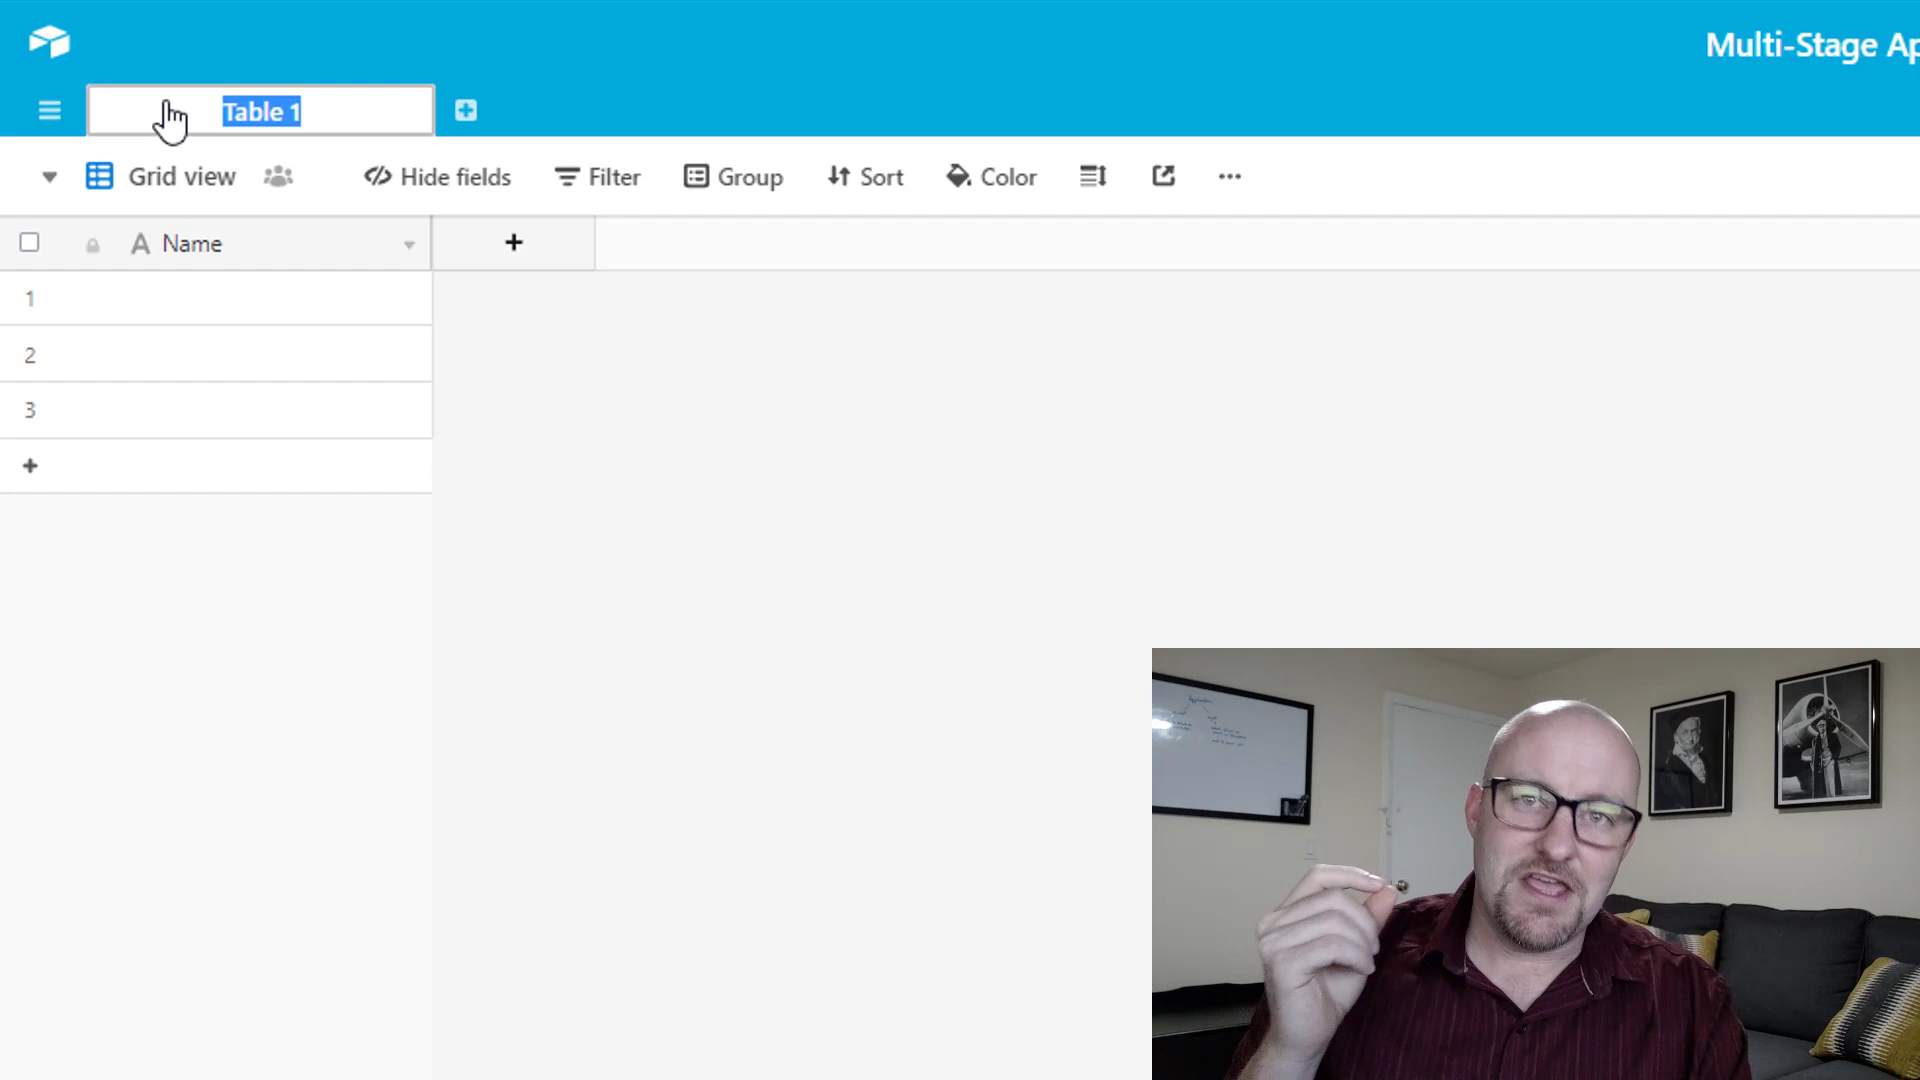 Multi-Stage Ap
Table 1
Grid view
Hide fields
Filter
Group
Sort
Color
A Name
1
2
3